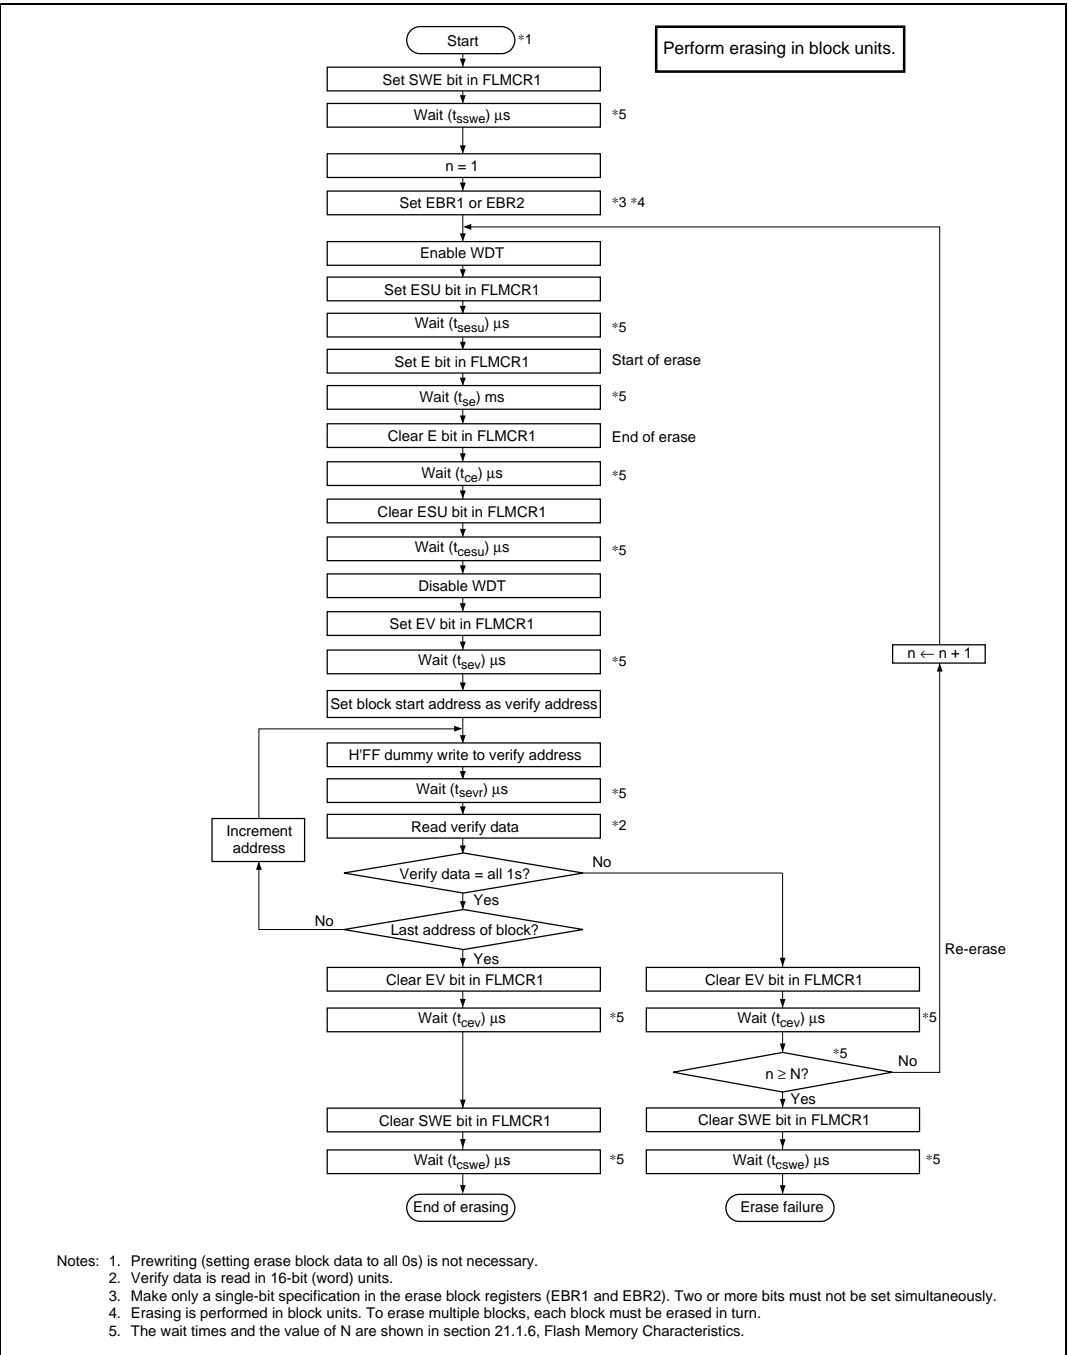 Start *1
Perform erasing in block units.
Set SWE bit in FLMCR1
Wait (tsswe) μs *5
n = 1
Set EBR1 or EBR2 *3 *4
Enable WDT
Set ESU bit in FLMCR1
Wait (tsesu) μs *5
Set E bit in FLMCR1 Start of erase
Wait (tse) ms *5
Clear E bit in FLMCR1 End of erase
Wait (tce) μs *5
Clear ESU bit in FLMCR1
Wait (tcesu) μs *5
Disable WDT
Set EV bit in FLMCR1
n ← n + 1
Wait (tsev) μs *5
Set block start address as verify address
H'FF dummy write to verify address
Wait (tsevr) μs *5
Read verify data *2
Increment
address
Verify data = all 1s? No
Yes
No Last address of block?
Yes
Re-erase
Clear EV bit in FLMCR1 Clear EV bit in FLMCR1
Wait (tcev) μs *5 Wait (tcev) μs *5
*5
n ≥ N? No
Yes
Clear SWE bit in FLMCR1 Clear SWE bit in FLMCR1
Wait (tcswe) μs *5 Wait (tcswe) μs *5
End of erasing Erase failure
Notes: 1. Prewriting (setting erase block data to all 0s) is not necessary.
2. Verify data is read in 16-bit (word) units.
3. Make only a single-bit specification in the erase block registers (EBR1 and EBR2). Two or more bits must not be set simultaneously.
4. Erasing is performed in block units. To erase multiple blocks, each block must be erased in turn.
5. The wait times and the value of N are shown in section 21.1.6, Flash Memory Characteristics.